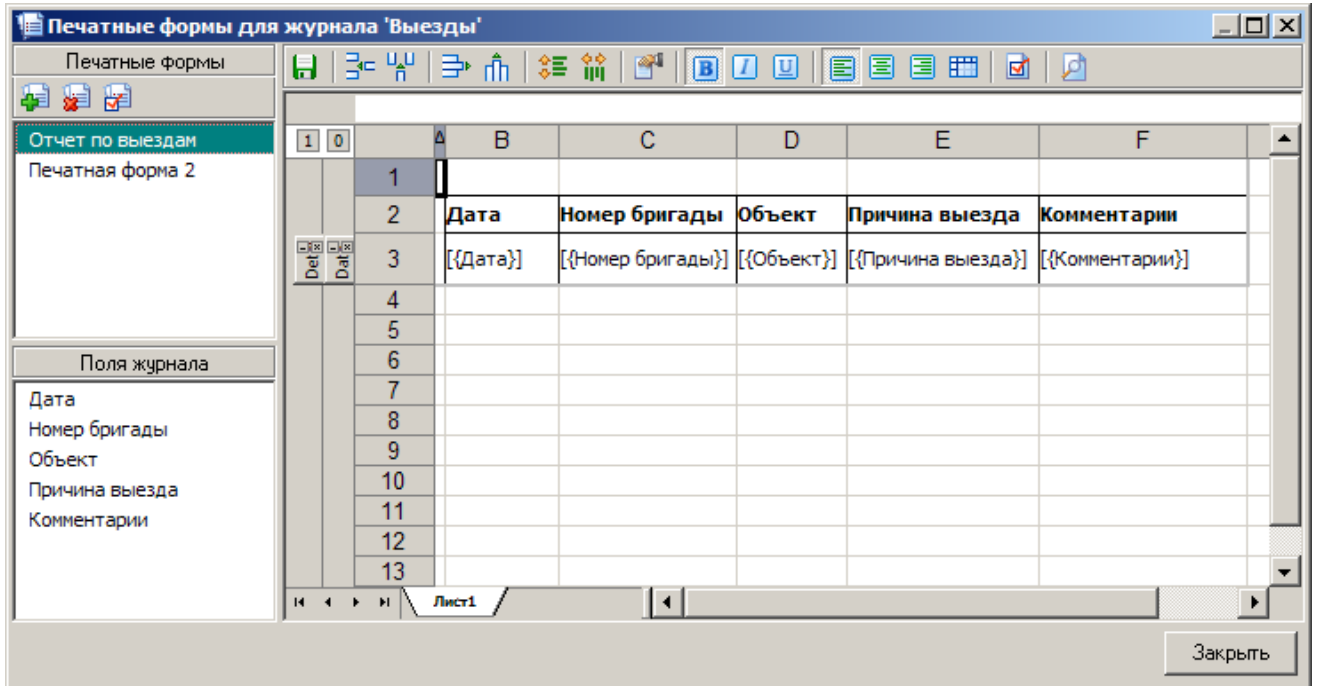 Печатные формы для журнала 'Выезды'
Печатные формы
B I U
Отчет по выездам
Печатная форма 2
1 0 A B C D E F
1
2 Дата Номер бригады Объект Причина выезда Комментарии
Det Dat 3 [{Дата}] [{Номер бригады}] [{Объект}] [{Причина выезда}] [{Комментарии}]
4
5
6
7
8
9
10
11
12
13
Поля журнала
Дата
Номер бригады
Объект
Причина выезда
Комментарии
Лист1
Закрыть